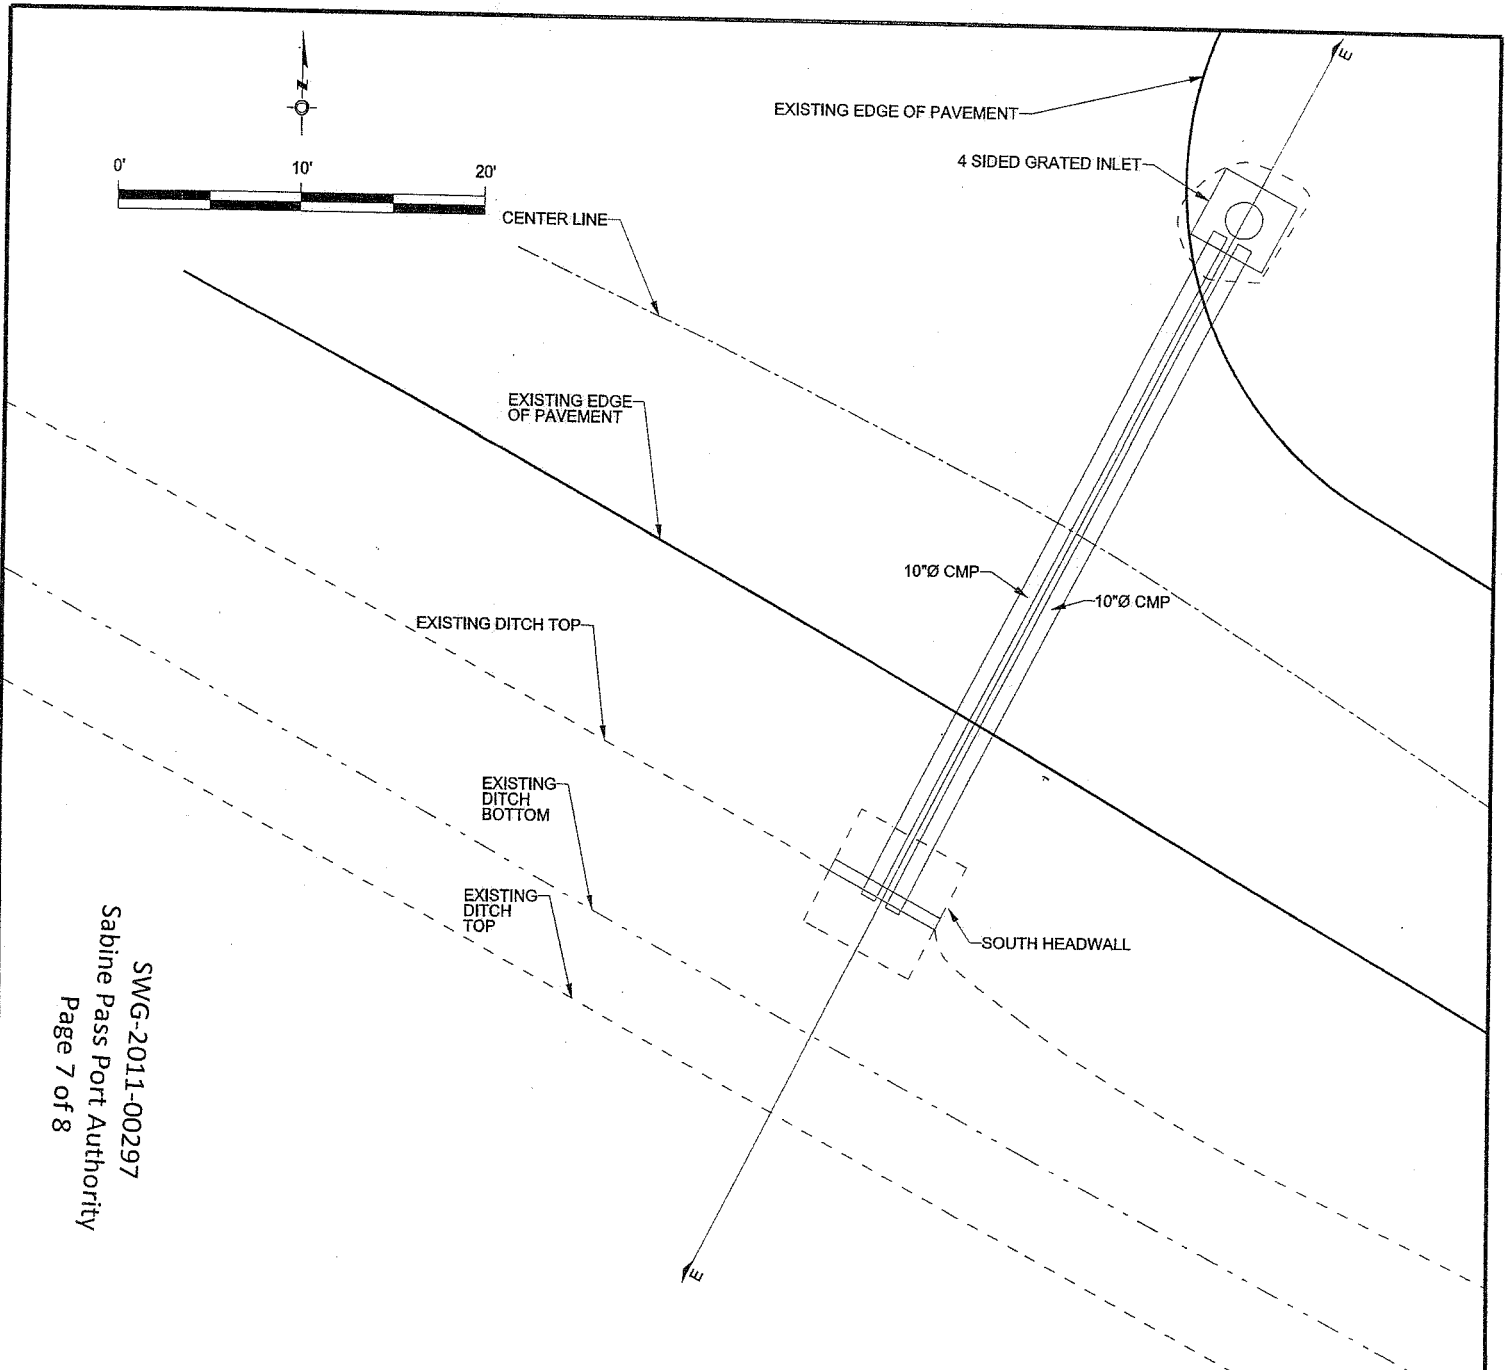 N
0'
10'
20'
CENTER LINE
EXISTING EDGE OF PAVEMENT
E
4 SIDED GRATED INLET
EXISTING EDGE
OF PAVEMENT
10"Ø CMP
10"Ø CMP
EXISTING DITCH TOP
EXISTING
DITCH
BOTTOM
EXISTING
DITCH
TOP
SOUTH HEADWALL
E
SWG-2011-00297
Sabine Pass Port Authority
Page 7 of 8